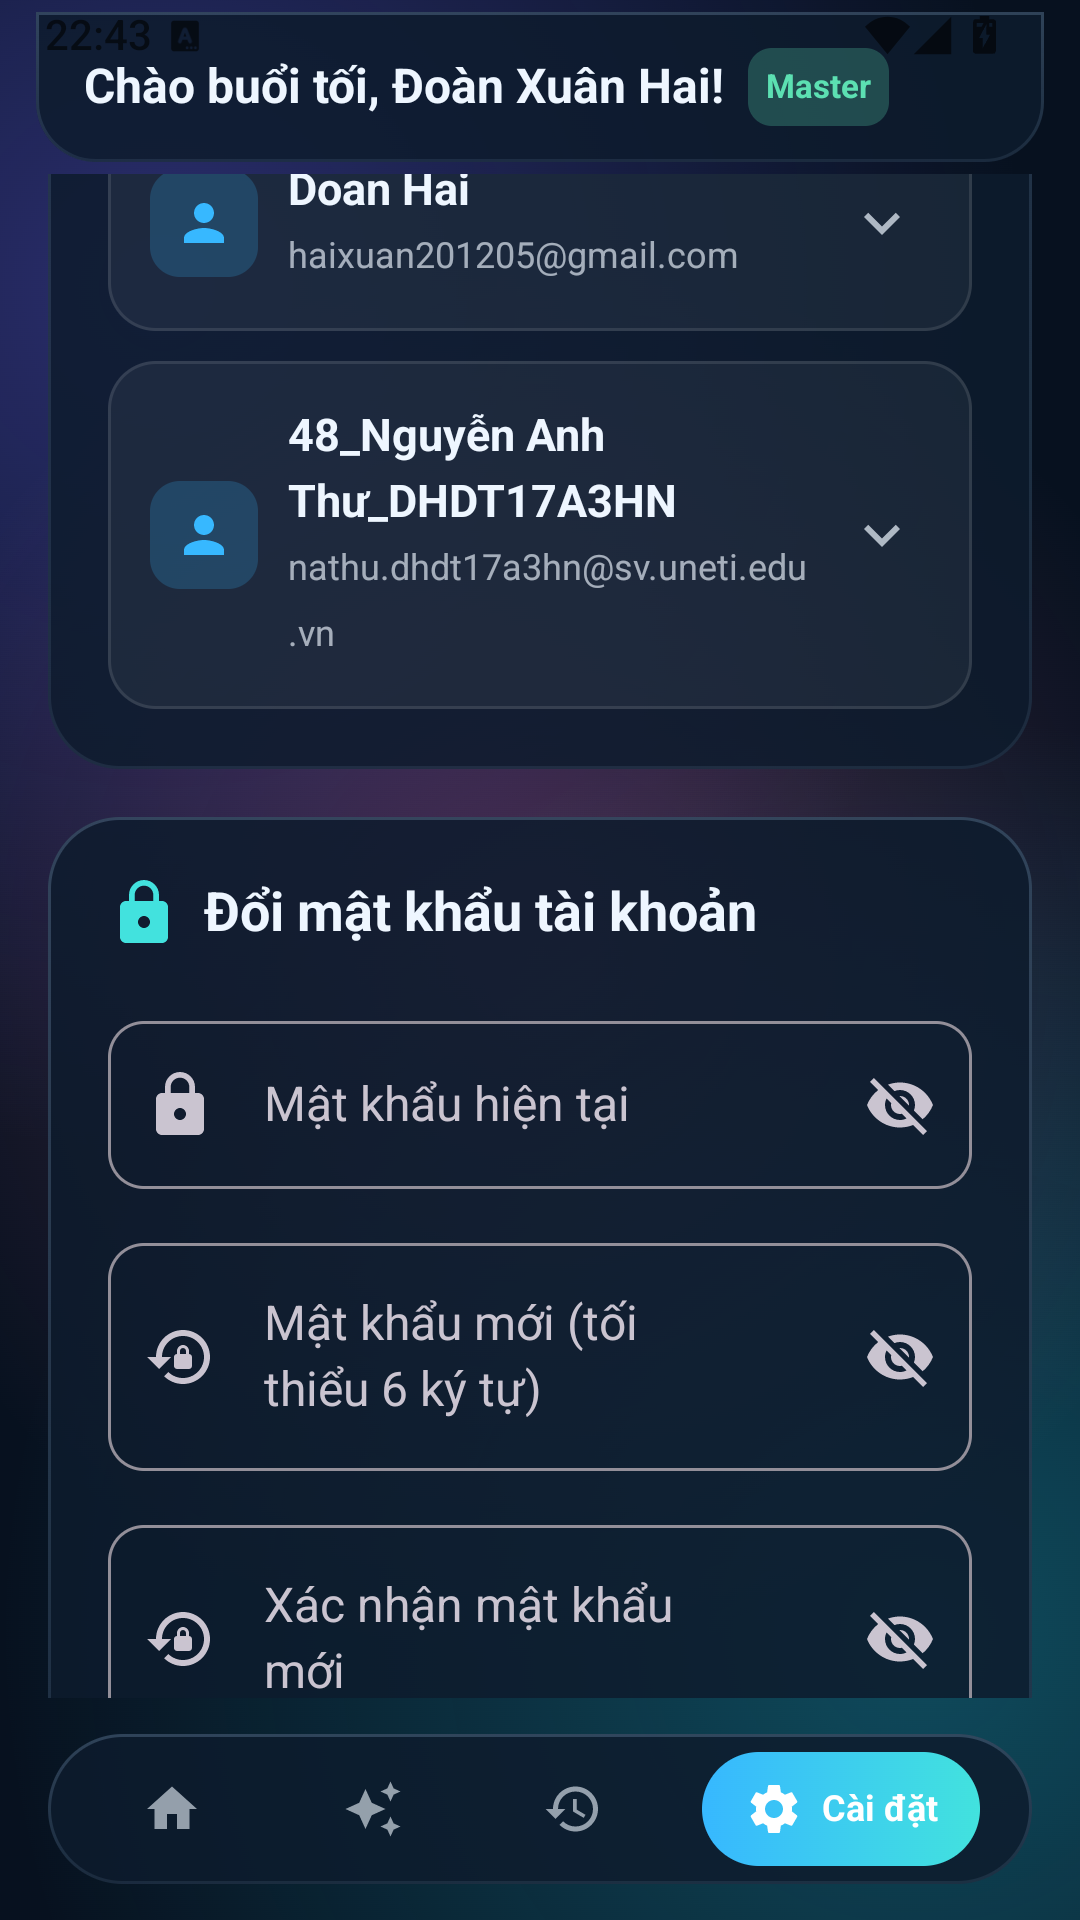 22:43
Chào buổi tối, Đoàn Xuân Hai!
Master
Doan Hai
haixuan201205@gmail.com
48_Nguyễn Anh
Thư_DHDT17A3HN
nathu.dhdt17a3hn@sv.uneti.edu
.vn
Đổi mật khẩu tài khoản
Mật khẩu hiện tại
Mật khẩu mới (tối
thiểu 6 ký tự)
Xác nhận mật khẩu
mới
Cài đặt